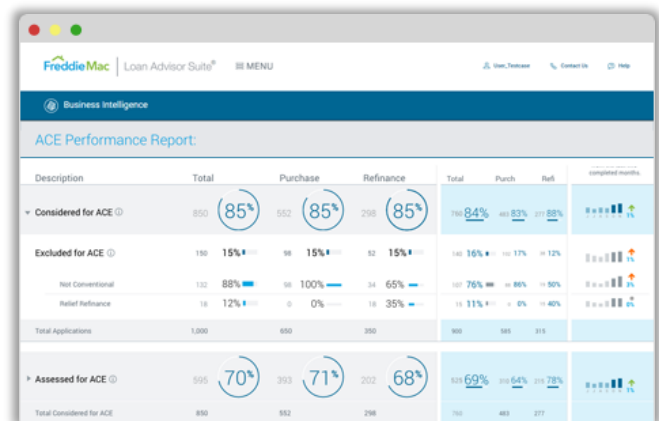 FreddieMac Loan Advisor Suite® MENU User_Testcase Contact Us Help
Business Intelligence
ACE Performance Report:
completed months.
Description Total Purchase Refinance Total Purch Refi
Considered for ACE 850 85% 552 85% 298 85% 760 84% 483 83% 277 88%
Excluded for ACE 150 15% 98 15% 52 15% 140 16% 102 17% 12%
Not Conventional 132 88% 98 100% 34 65% 107 76% 86% 50%
Relief Refinance 18 12% 0 0% 18 35% 15 11% 0% 40%
Total Applications 1,000 650 350 900 585 315
Assessed for ACE 595 70% 393 71% 202 68% 69% 64% 78%
Total Considered for ACE 850 552 298 760 483 277